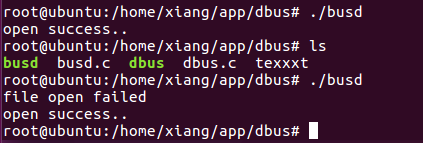 root@ubuntu:/home/xiang/app/dbus# ./busd
open success..
root@ubuntu:/home/xiang/app/dbus# ls
busd  busd.c  dbus  dbus.c  texxxt
root@ubuntu:/home/xiang/app/dbus# ./busd
file open failed
open success..
root@ubuntu:/home/xiang/app/dbus#